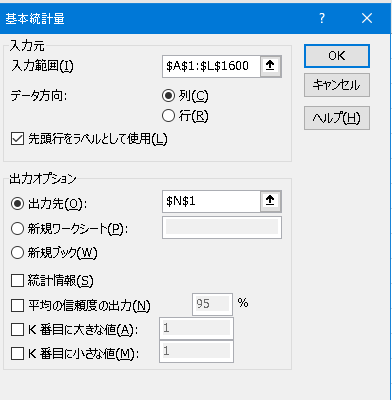 基本統計量
?
入力元
入力範囲(I)
$A$1:$L$1600
データ方向:
列(C)
行(R)
先頭行をラベルとして使用(L)
出力オプション
出力先(O):
$N$1
新規ワークシート(P):
新規ブック(W)
統計情報(S)
平均の信頼度の出力(N)
95
%
K 番目に大きな値(A):
1
K 番目に小さな値(M):
1
OK
キャンセル
ヘルプ(H)